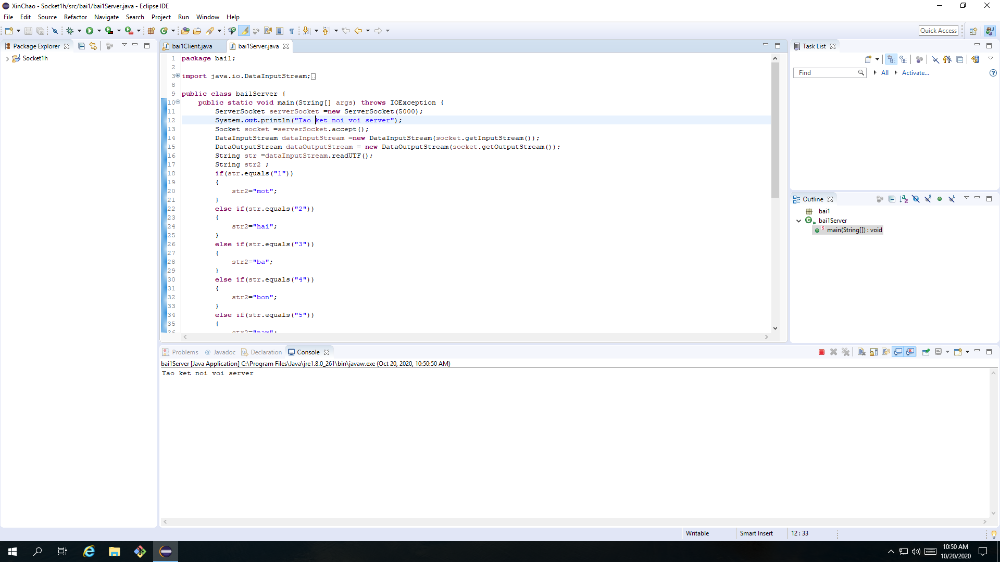 XinChao - Socket1h/src/bai1/bai1Server.java - Eclipse IDE
File Edit Source Refactor Navigate Search Project Run Window Help
Quick Access
Package Explorer
Socket1h
bai1Client.java bai1Server.java
1 package bai1;
2
3 import java.io.DataInputStream;
8
9 public class bai1Server {
10 public static void main(String[] args) throws IOException {
11 ServerSocket serverSocket =new ServerSocket(5000);
12 System.out.println("Tao ket noi voi server");
13 Socket socket =serverSocket.accept();
14 DataInputStream dataInputStream =new DataInputStream(socket.getInputStream());
15 DataOutputStream dataOutputStream = new DataOutputStream(socket.getOutputStream());
16 String str =dataInputStream.readUTF();
17 String str2 ;
18 if(str.equals("1"))
19 {
20 str2="mot";
21 }
22 else if(str.equals("2"))
23 {
24 str2="hai";
25 }
26 else if(str.equals("3"))
27 {
28 str2="ba";
29 }
30 else if(str.equals("4"))
31 {
32 str2="bon";
33 }
34 else if(str.equals("5"))
35 {
36 str2="nam";
Task List
Find All Activate...
Outline
bai1
bai1Server
main(String[]) : void
Problems @ Javadoc Declaration Console
bai1Server [Java Application] C:\Program Files\Java\jre1.8.0_261\bin\javaw.exe (Oct 20, 2020, 10:50:50 AM)
Tao ket noi voi server
Writable Smart Insert 12 : 33
10:50 AM
10/20/2020